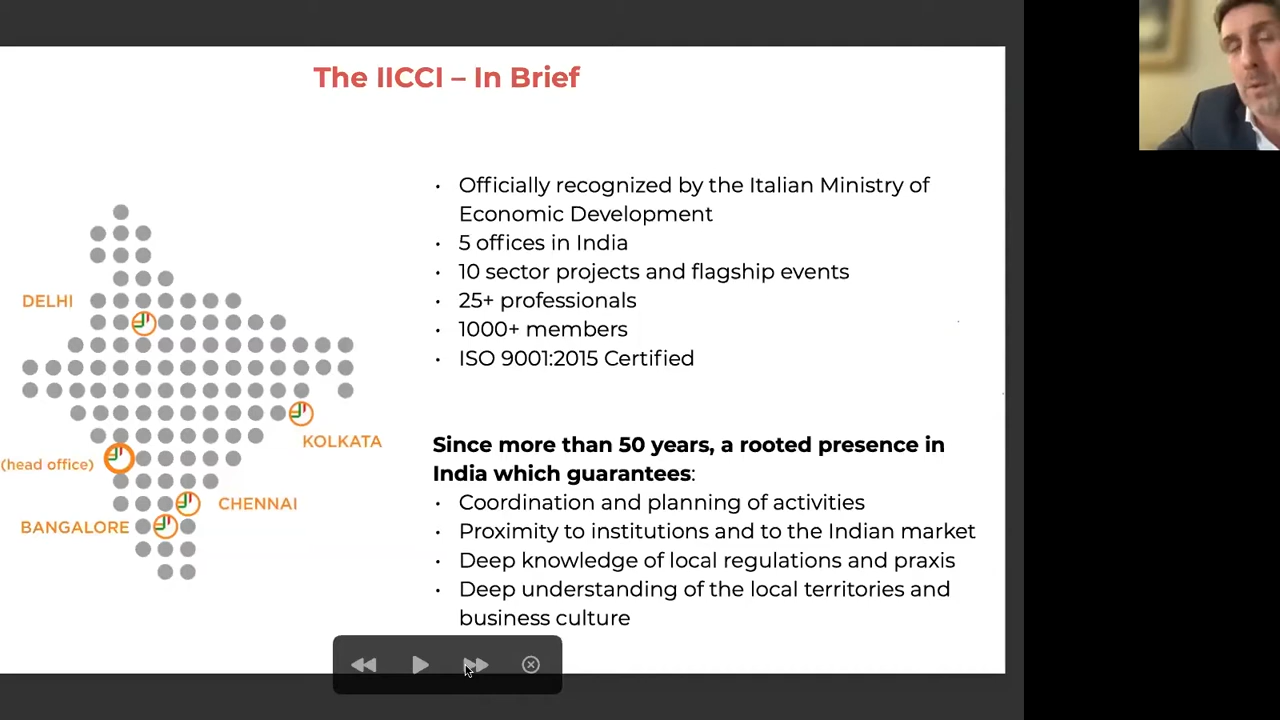 The IICCI – In Brief
• Officially recognized by the Italian Ministry of
Economic Development
• 5 offices in India
• 10 sector projects and flagship events
• 25+ professionals
• 1000+ members
• ISO 9001:2015 Certified
Since more than 50 years, a rooted presence in
India which guarantees:
• Coordination and planning of activities
• Proximity to institutions and to the Indian market
• Deep knowledge of local regulations and praxis
• Deep understanding of the local territories and
business culture
DELHI
KOLKATA
(head office)
CHENNAI
BANGALORE